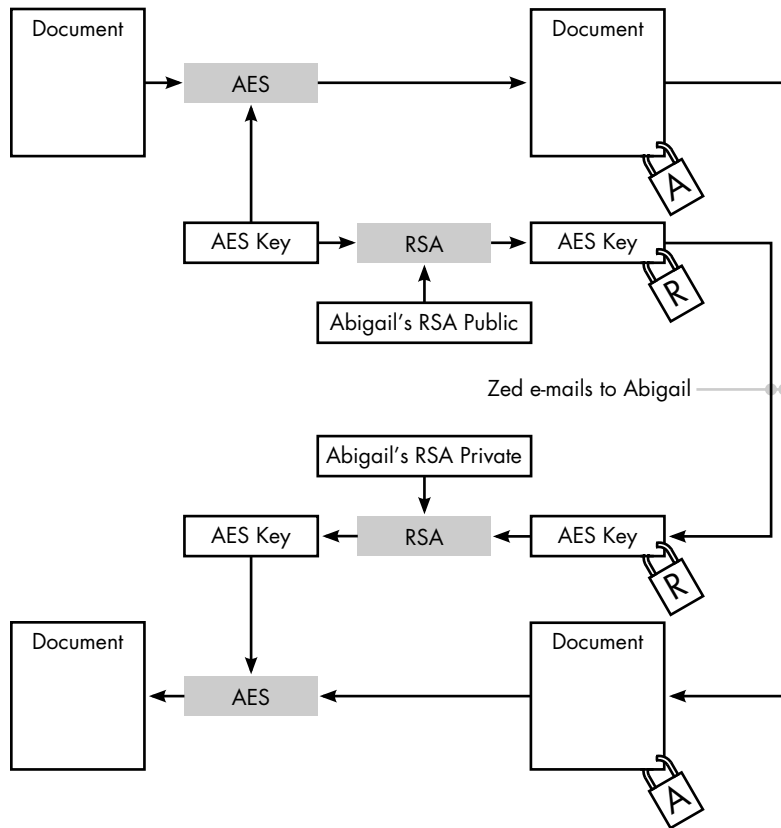 Document
Document
AES
A
AES Key
RSA
AES Key
R
Abigail's RSA Public
Zed e-mails to Abigail
Abigail's RSA Private
AES Key
RSA
AES Key
R
Document
Document
AES
A